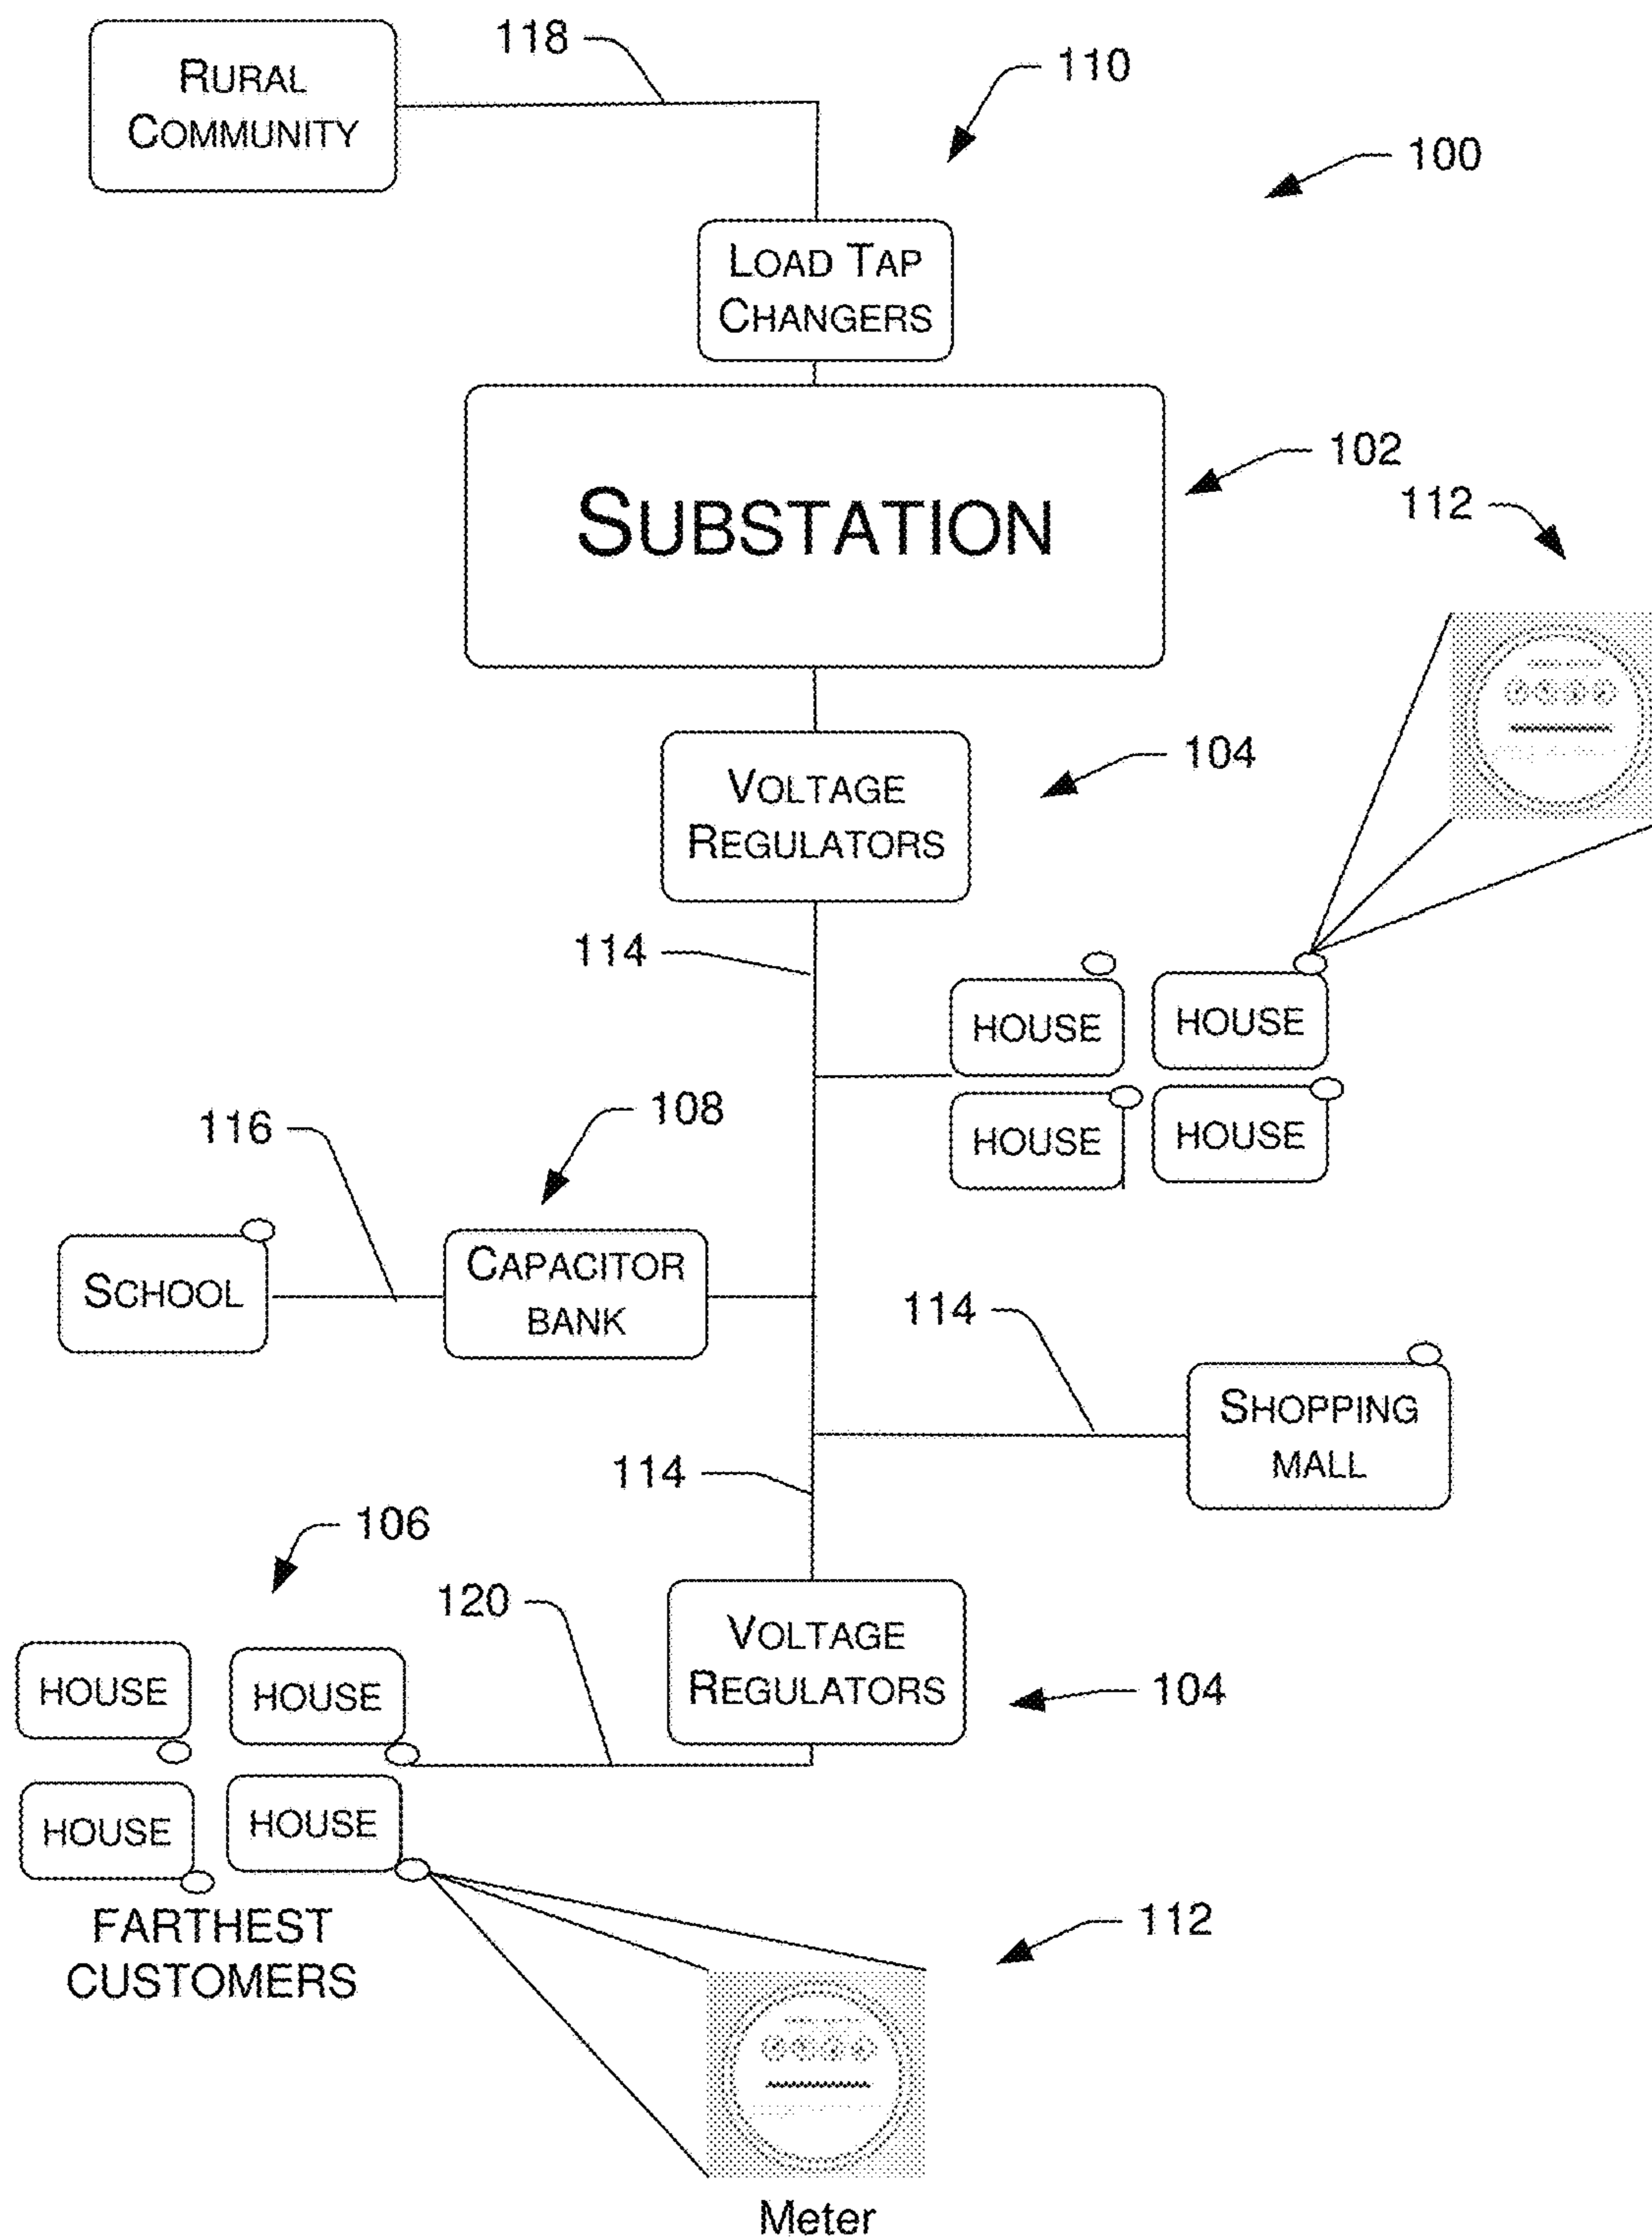 118
110
RURAL
COMMUNITY
100
LOAD TAP
CHANGERS
102
SUBSTATION
112
104
VOLTAGE
REGULATORS
114
HOUSE
HOUSE
HOUSE
HOUSE
108
116
SCHOOL
CAPACITOR
BANK
114
SHOPPING
MALL
114
106
120
VOLTAGE
REGULATORS
104
HOUSE
HOUSE
HOUSE
HOUSE
FARTHEST
CUSTOMERS
112
Meter